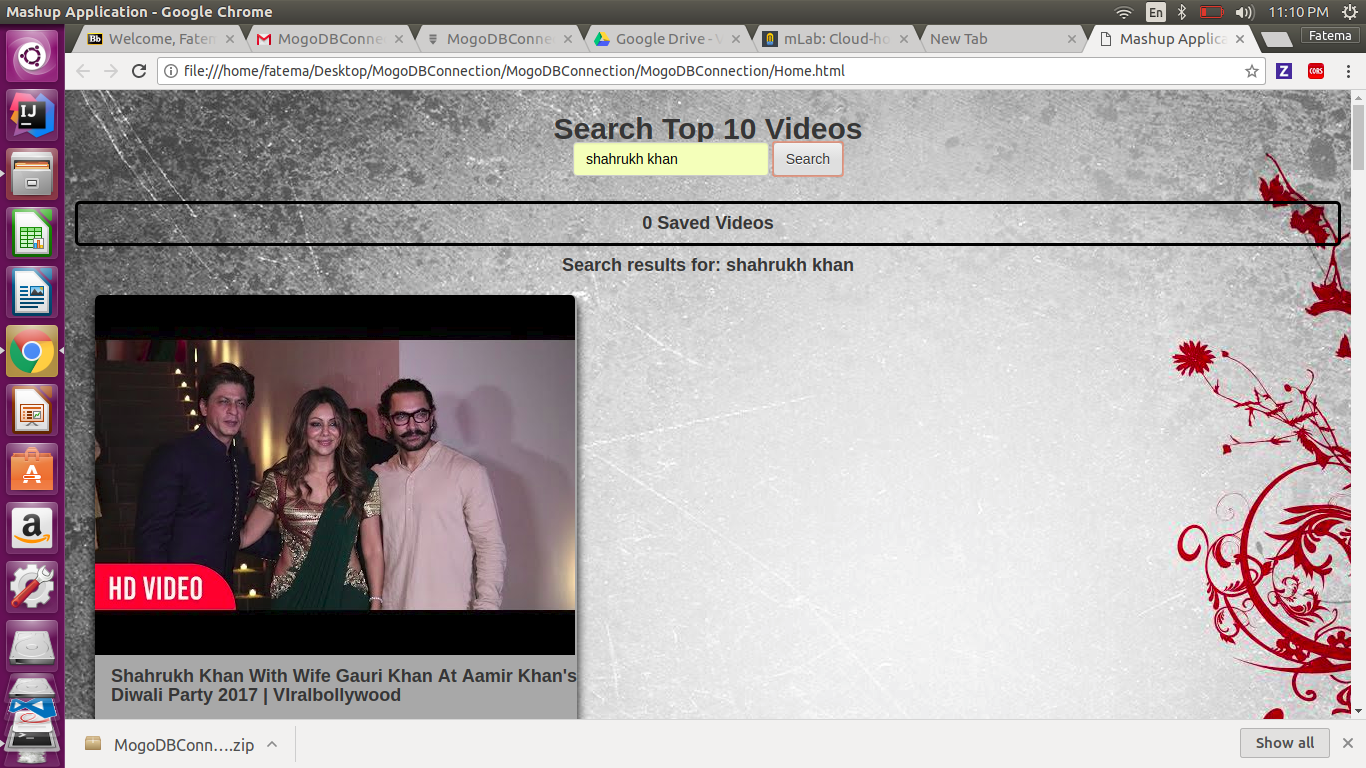 Mashup Application - Google Chrome
En
11:10 PM
Welcome, Faten
MogoDBConne
MogoDBConne
Google Drive - V
mLab: Cloud-ho
New Tab
Mashup Applica
Fatema
file:///home/fatema/Desktop/MogoDBConnection/MogoDBConnection/MogoDBConnection/Home.html
Z
CORS
Search Top 10 Videos
shahrukh khan
Search
0 Saved Videos
Search results for: shahrukh khan
HD VIDEO
Shahrukh Khan With Wife Gauri Khan At Aamir Khan's
Diwali Party 2017 | VIralbollywood
MogoDBConn....zip
Show all